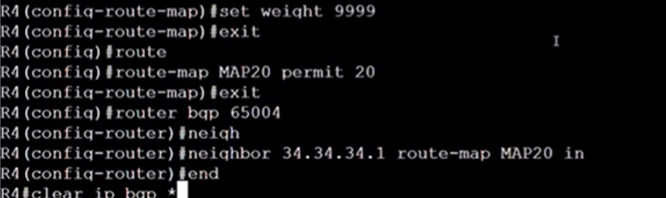 R4(config-route-map)#set weight 9999
R4(config-route-map)#exit
R4(config)#route
R4(config)#route-map MAP20 permit 20
R4(config-route-map)#exit
R4(config)#router bgp 65004
R4(config-router)#neigh
R4(config-router)#neighbor 34.34.34.1 route-map MAP20 in
R4(config-router)#end
R4#clear ip bgp *